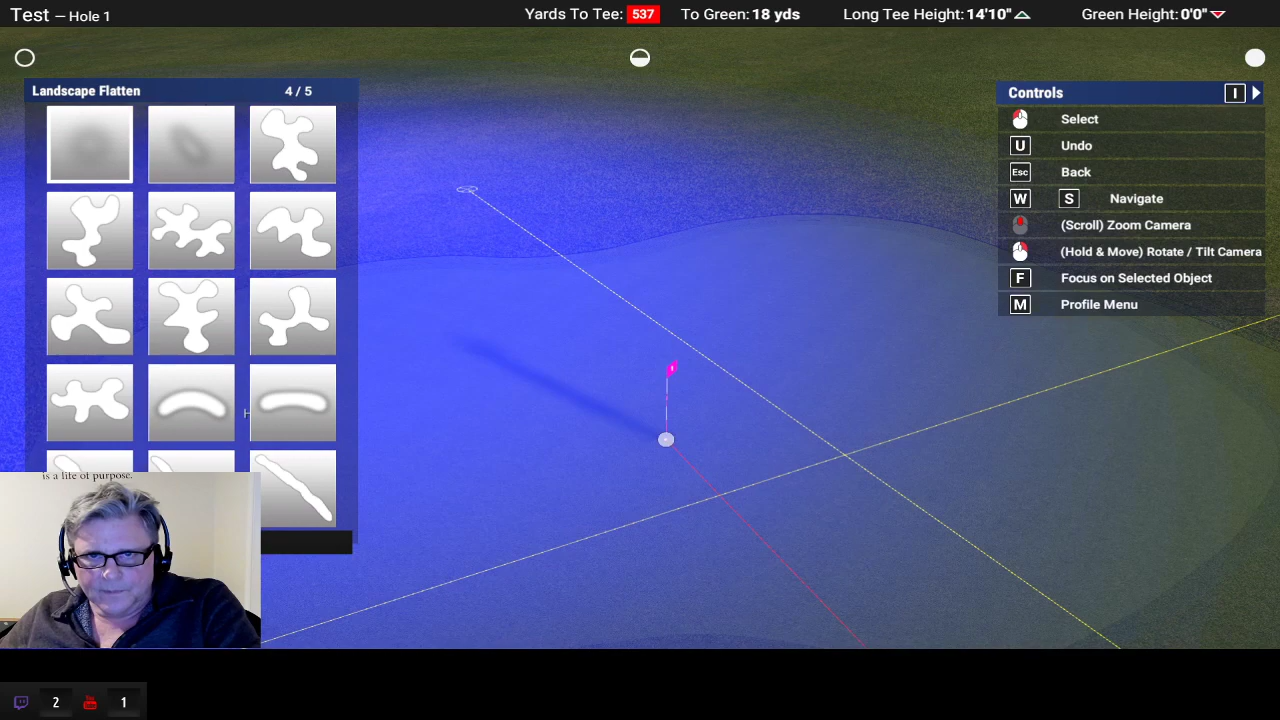 Test – Hole 1
Yards To Tee: 537 To Green: 18 yds Long Tee Height: 14'10" Green Height: 0'0"
Landscape Flatten 4 / 5
Controls I
Select
U Undo
Esc Back
W S Navigate
(Scroll) Zoom Camera
(Hold & Move) Rotate / Tilt Camera
F Focus on Selected Object
M Profile Menu
is a life of purpose.
2 You Tube 1